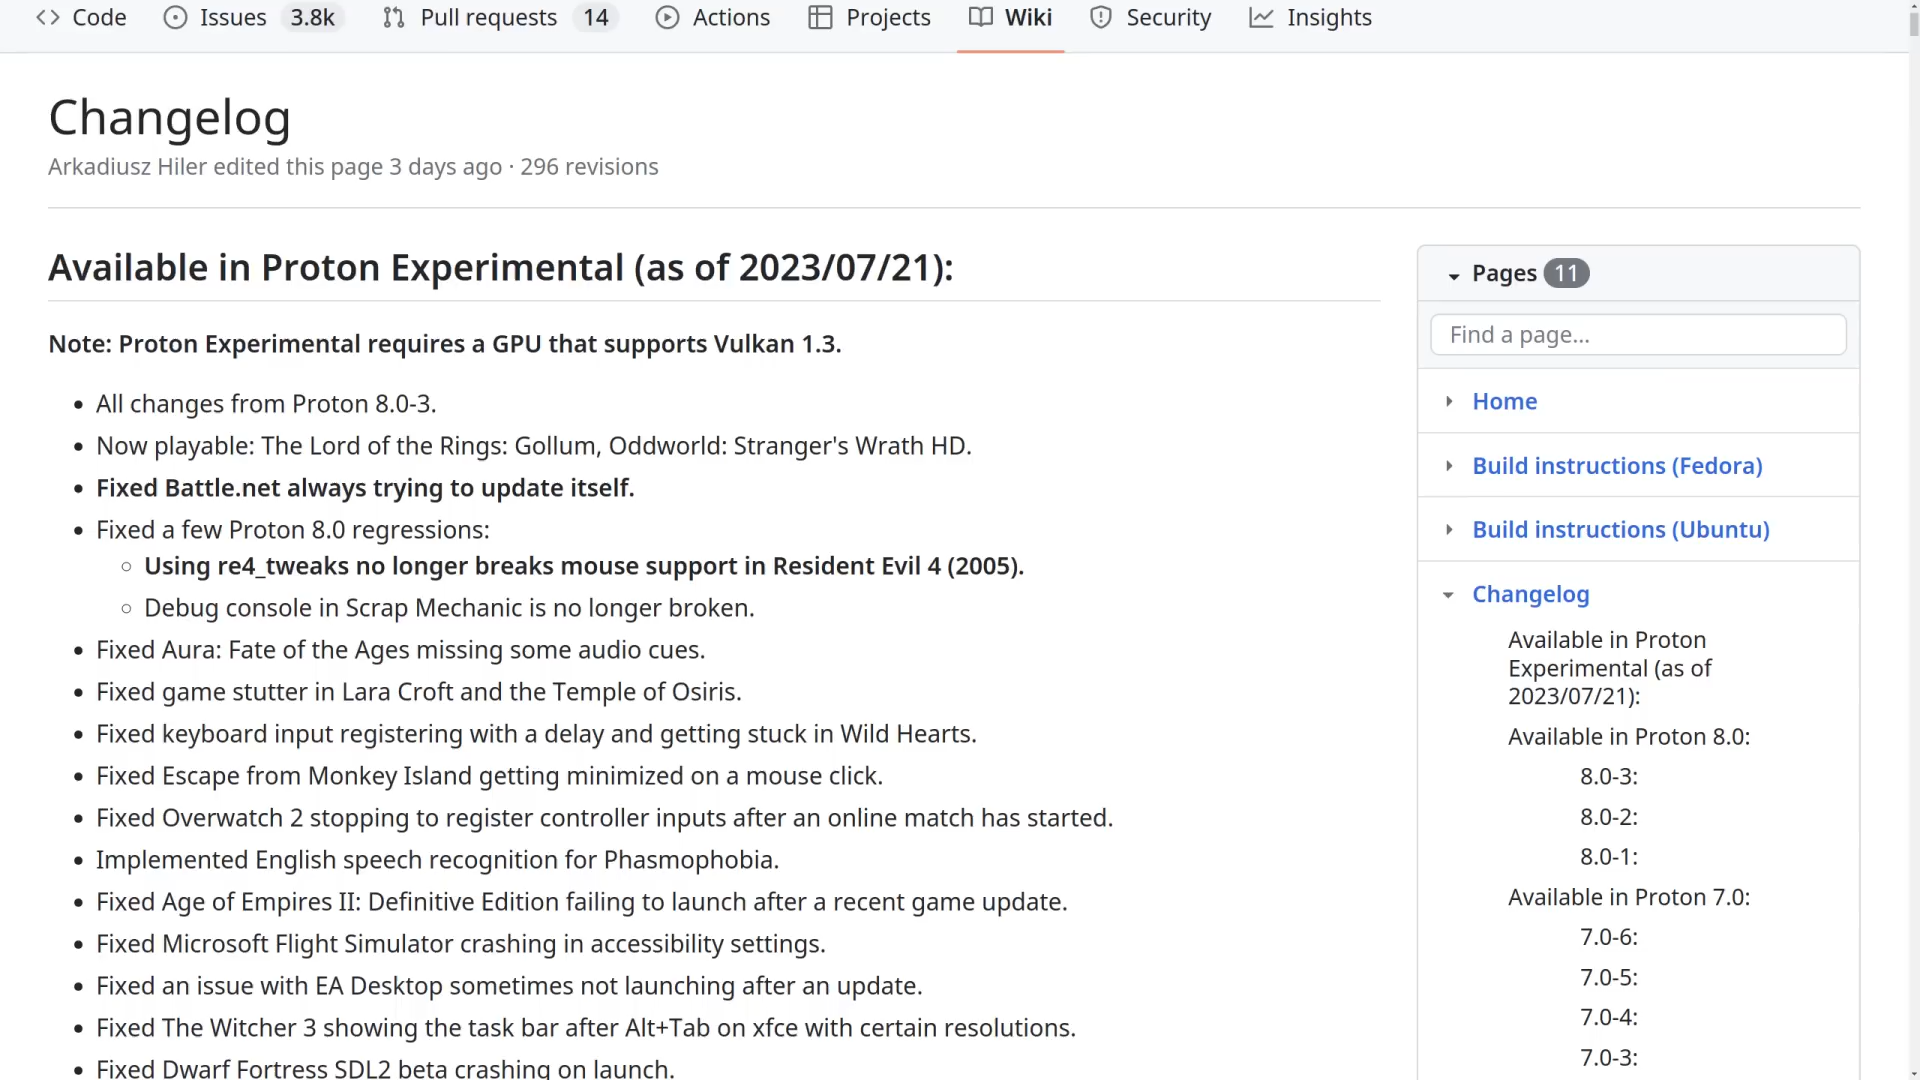 Code
Issues 3.8k
Pull requests 14
Actions
Projects
Wiki
Security
Insights
Changelog
Arkadiusz Hiler edited this page 3 days ago · 296 revisions
Available in Proton Experimental (as of 2023/07/21):
Note: Proton Experimental requires a GPU that supports Vulkan 1.3.
All changes from Proton 8.0-3.
Now playable: The Lord of the Rings: Gollum, Oddworld: Stranger's Wrath HD.
Fixed Battle.net always trying to update itself.
Fixed a few Proton 8.0 regressions:
Using re4_tweaks no longer breaks mouse support in Resident Evil 4 (2005).
Debug console in Scrap Mechanic is no longer broken.
Fixed Aura: Fate of the Ages missing some audio cues.
Fixed game stutter in Lara Croft and the Temple of Osiris.
Fixed keyboard input registering with a delay and getting stuck in Wild Hearts.
Fixed Escape from Monkey Island getting minimized on a mouse click.
Fixed Overwatch 2 stopping to register controller inputs after an online match has started.
Implemented English speech recognition for Phasmophobia.
Fixed Age of Empires II: Definitive Edition failing to launch after a recent game update.
Fixed Microsoft Flight Simulator crashing in accessibility settings.
Fixed an issue with EA Desktop sometimes not launching after an update.
Fixed The Witcher 3 showing the task bar after Alt+Tab on xfce with certain resolutions.
Fixed Dwarf Fortress SDL2 beta crashing on launch.
Pages 11
Find a page...
Home
Build instructions (Fedora)
Build instructions (Ubuntu)
Changelog
Available in Proton
Experimental (as of
2023/07/21):
Available in Proton 8.0:
8.0-3:
8.0-2:
8.0-1:
Available in Proton 7.0:
7.0-6:
7.0-5:
7.0-4:
7.0-3: